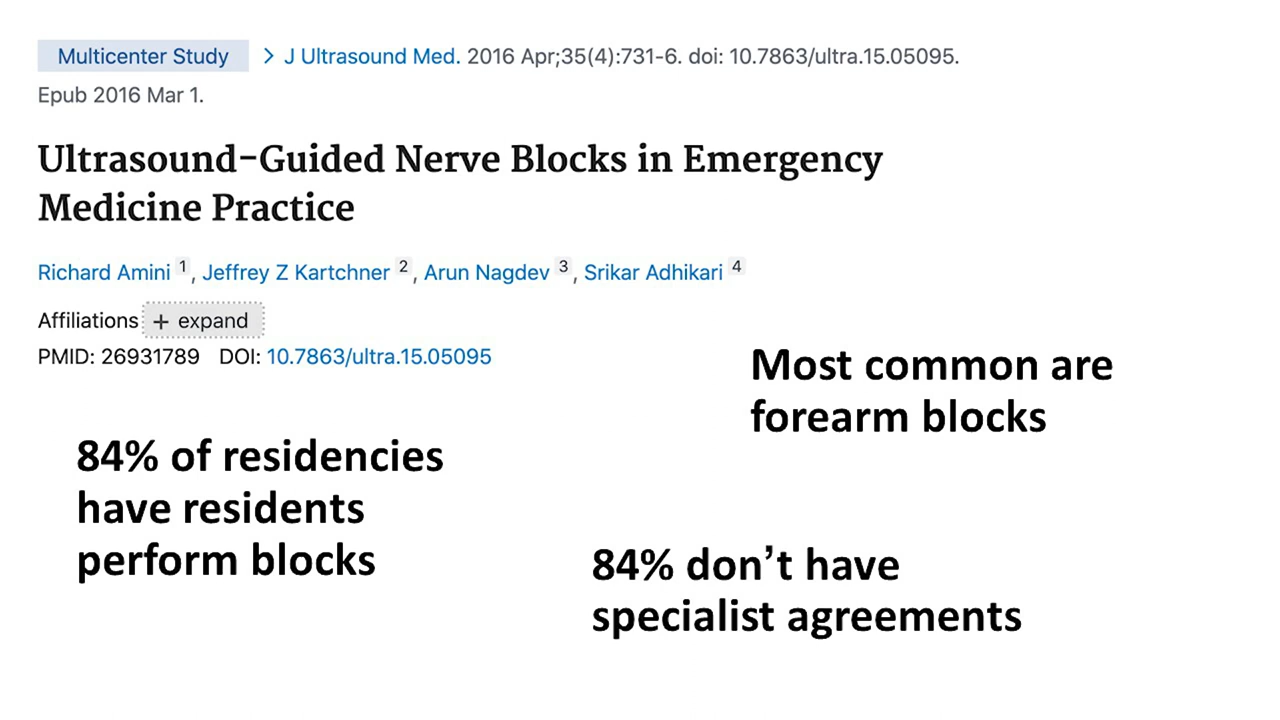 Multicenter Study > J Ultrasound Med. 2016 Apr;35(4):731-6. doi: 10.7863/ultra.15.05095.
Epub 2016 Mar 1.
Ultrasound-Guided Nerve Blocks in Emergency
Medicine Practice
Richard Amini 1, Jeffrey Z Kartchner 2, Arun Nagdev 3, Srikar Adhikari 4
Affiliations + expand
PMID: 26931789 DOI: 10.7863/ultra.15.05095
Most common are
forearm blocks
84% of residencies
have residents
perform blocks
84% don’t have
specialist agreements